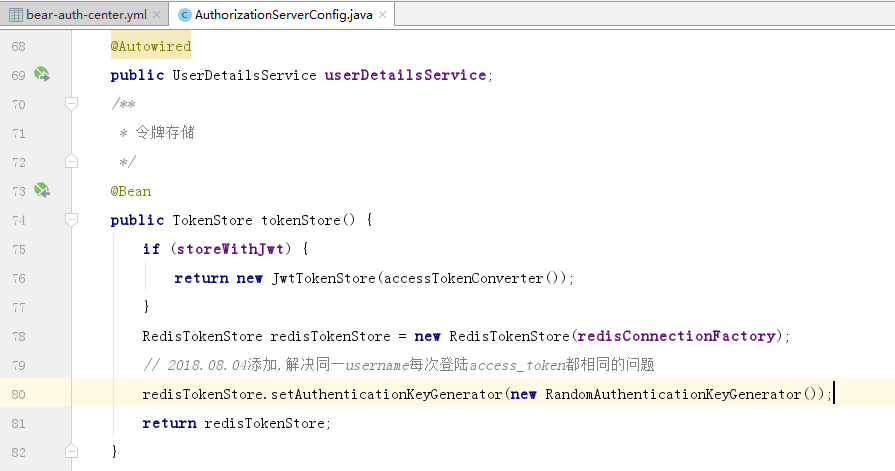 bear-auth-center.yml × AuthorizationServerConfig.java ×
68 @Autowired
69 public UserDetailsService userDetailsService;
70 /**
71 * 令牌存储
72 */
73 @Bean
74 public TokenStore tokenStore() {
75 if (storeWithJwt) {
76 return new JwtTokenStore(accessTokenConverter());
77 }
78 RedisTokenStore redisTokenStore = new RedisTokenStore(redisConnectionFactory);
79 // 2018.08.04添加,解决同一username每次登陆access_token都相同的问题
80 redisTokenStore.setAuthenticationKeyGenerator(new RandomAuthenticationKeyGenerator());
81 return redisTokenStore;
82 }